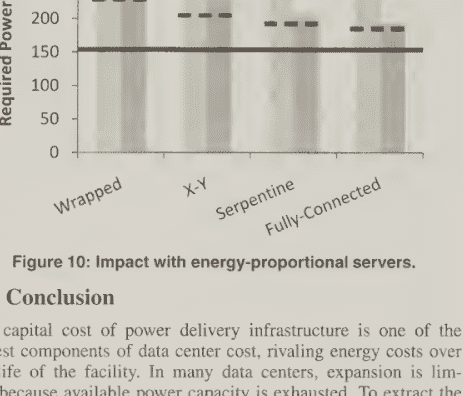 Required Power
200
150
100
50
0
Wrapped
X-Y
Serpentine
Fully-Connected
Figure 10: Impact with energy-proportional servers.
Conclusion
capital cost of power delivery infrastructure is one of the
components of data center cost, rivaling energy costs over
of the facility. In many data centers, expansion is lim-
because available power capacity is exhausted. To extract the